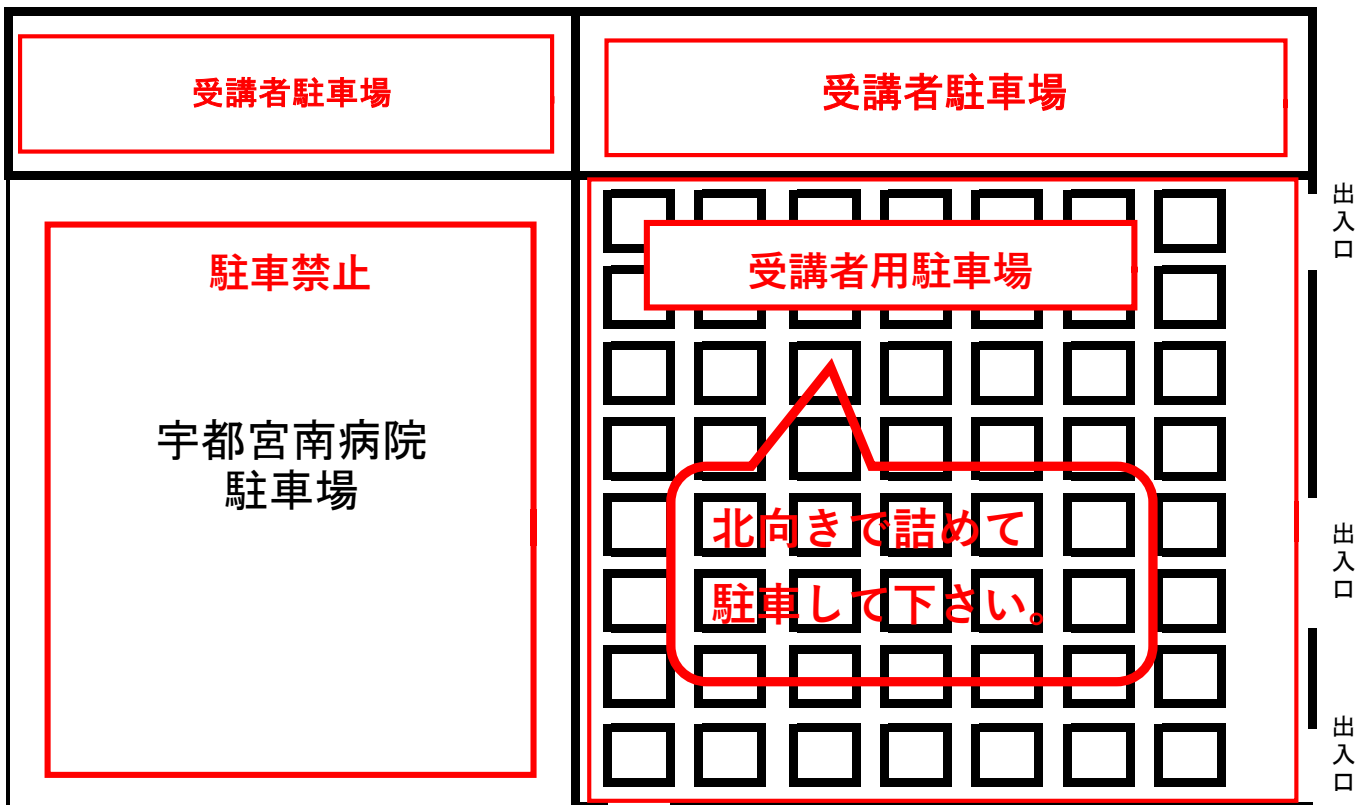 受講者駐車場
受講者駐車場
出入口
駐車禁止
受講者用駐車場
宇都宮南病院
駐車場
北向きで詰めて
駐車して下さい。
出入口
出入口